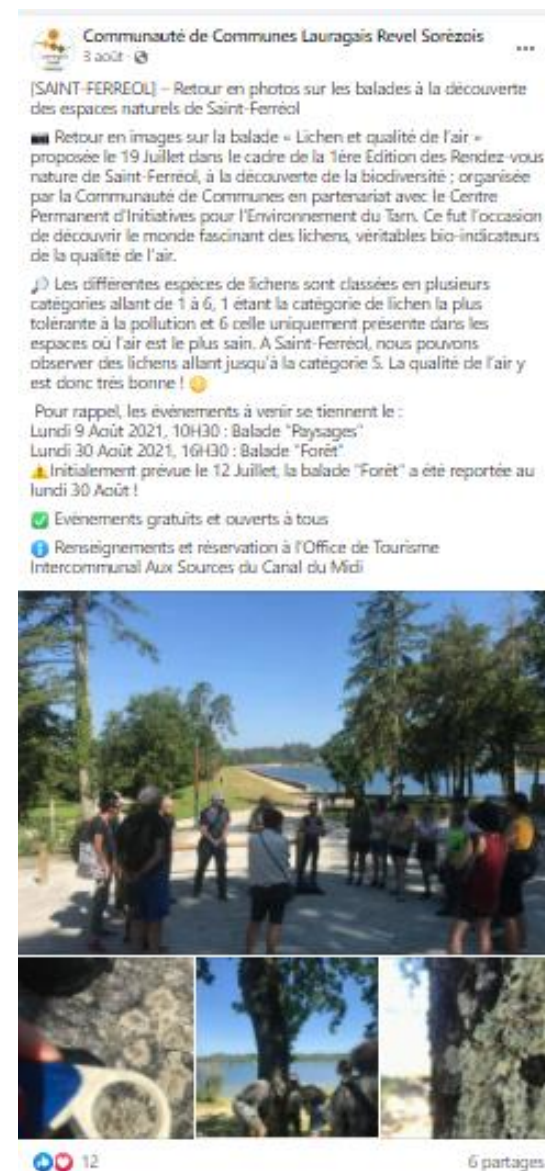 Communauté de Communes Lauragais Revel Sorèzois
3 août
[SAINT-FERREOL] – Retour en photos sur les balades à la découverte
des espaces naturels de Saint-Ferréol
Retour en images sur la balade « Lichen et qualité de l'air »
proposée le 19 Juillet dans le cadre de la 1ère Edition des Rendez-vous
nature de Saint-Ferréol, à la découverte de la biodiversité ; organisée
par la Communauté de Communes en partenariat avec le Centre
Permanent d'Initiatives pour l'Environnement du Tarn. Ce fut l'occasion
de découvrir le monde fascinant des lichens, véritables bio-indicateurs
de la qualité de l'air.
🔎 Les différentes espèces de lichens sont classées en plusieurs
catégories allant de 1 à 6, 1 étant la catégorie de lichen la plus
tolérante à la pollution et 6 celle uniquement présente dans les
espaces où l'air est le plus sain. A Saint-Ferréol, nous pouvons
observer des lichens allant jusqu'à la catégorie 5. La qualité de l'air y
est donc très bonne !
Pour rappel, les événements à venir se tiennent le :
Lundi 9 Août 2021, 10H30 : Balade "Paysages"
Lundi 30 Août 2021, 16H30 : Balade "Forêt"
⚠ Initialement prévue le 12 Juillet, la balade "Forêt" a été reportée au
lundi 30 Août !
✅ Evénements gratuits et ouverts à tous
ℹ Renseignements et réservation à l'Office de Tourisme
Intercommunal Aux Sources du Canal du Midi
12
6 partages